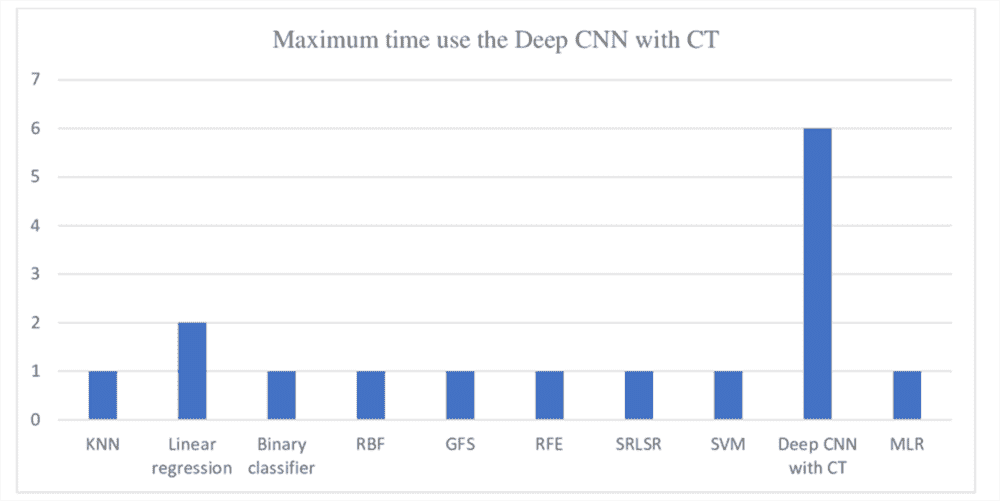 Maximum time use the Deep CNN with CT
7
6
5
4
3
2
1
0
KNN
Linear
regression
Binary
classifier
RBF
GFS
RFE
SRLSR
SVM
Deep CNN
with CT
MLR